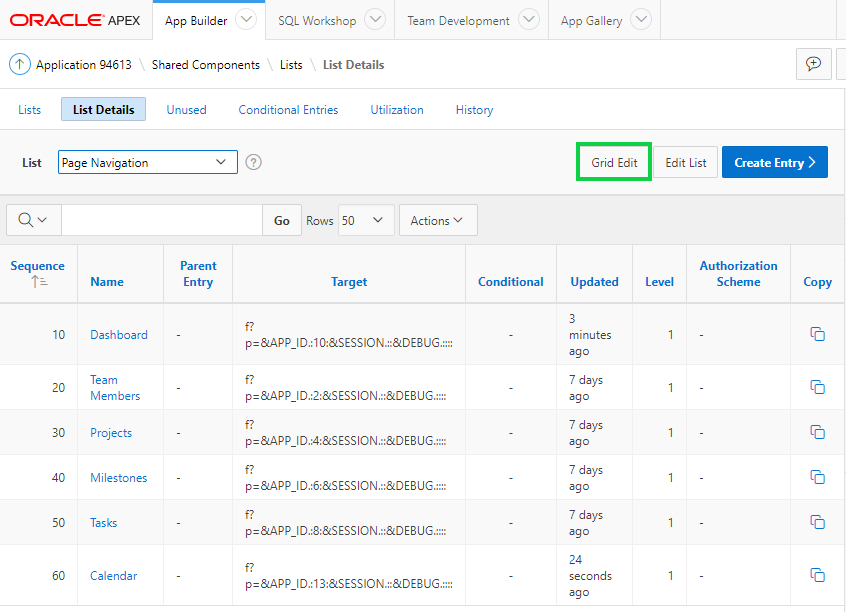 ORACLE APEX App Builder SQL Workshop Team Development App Gallery
Application 94613 \ Shared Components \ Lists \ List Details
Lists List Details Unused Conditional Entries Utilization History
List Page Navigation ? Grid Edit Edit List Create Entry
Go Rows 50 Actions
Sequence Name Parent Entry Target Conditional Updated Level Authorization Scheme Copy
10 Dashboard - f?
p=&APP_ID.:10:&SESSION.::&DEBUG.:::: - 3
minutes
ago 1 -
20 Team
Members - f?
p=&APP_ID.:2:&SESSION.::&DEBUG.:::: - 7 days
ago 1 -
30 Projects - f?
p=&APP_ID.:4:&SESSION.::&DEBUG.:::: - 7 days
ago 1 -
40 Milestones - f?
p=&APP_ID.:6:&SESSION.::&DEBUG.:::: - 7 days
ago 1 -
50 Tasks - f?
p=&APP_ID.:8:&SESSION.::&DEBUG.:::: - 7 days
ago 1 -
60 Calendar - f?
p=&APP_ID.:13:&SESSION.::&DEBUG.:::: - 24
seconds
ago 1 -